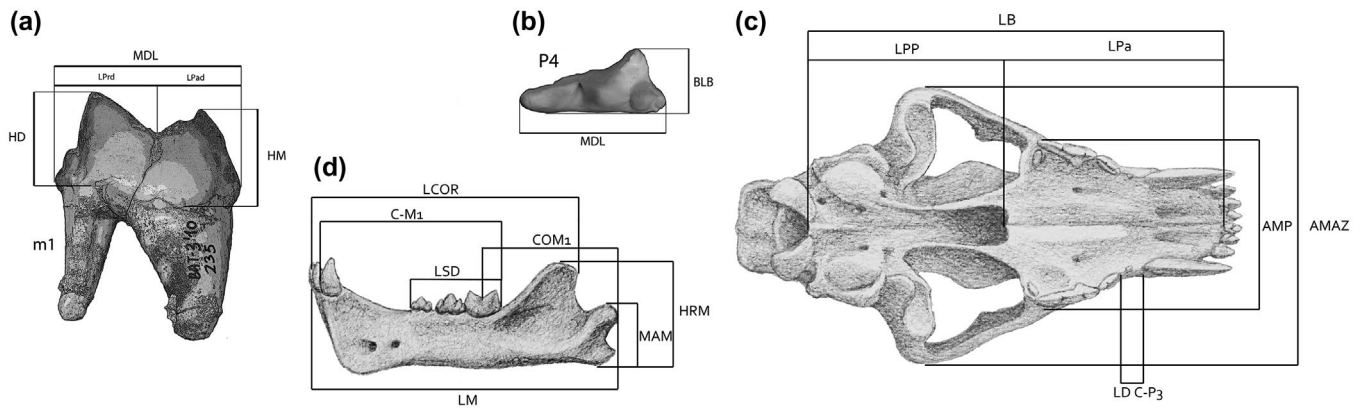 (a)
MDL
LPrd
LPad
HD
HM
m1
BAT-3'10
235
(b)
P4
BLB
MDL
(c)
LB
LPP
LPa
AMP
AMAZ
LD C-P3
(d)
LCOR
C-M1
COM1
LSD
HRM
MAM
LM